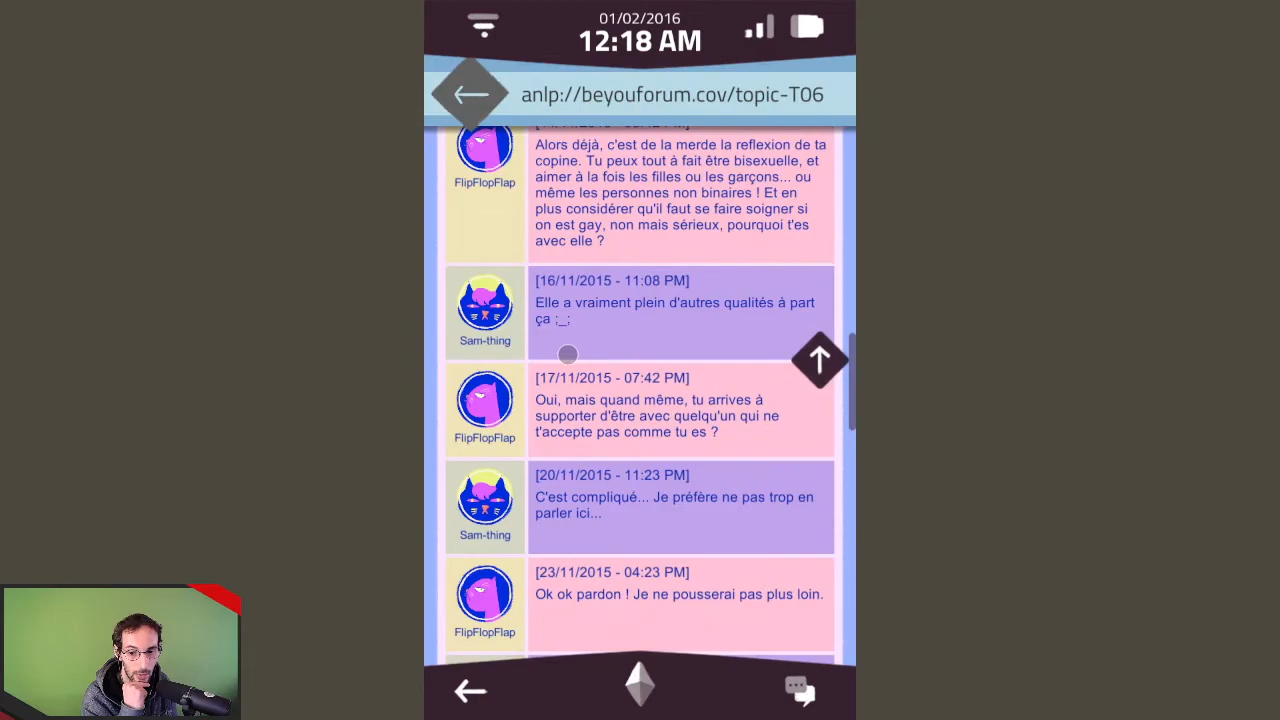 01/02/2016
12:18 AM
anlp://beyouforum.cov/topic-T06
Alors déjà, c'est de la merde la reflexion de ta
copine. Tu peux tout à fait être bisexuelle, et
aimer à la fois les filles ou les garçons... ou
même les personnes non binaires ! Et en
plus considérer qu'il faut se faire soigner si
on est gay, non mais sérieux, pourquoi t'es
avec elle ?
FlipFlopFlap
[16/11/2015 - 11:08 PM]
Elle a vraiment plein d'autres qualités à part
ça ;_;
Sam-thing
[17/11/2015 - 07:42 PM]
Oui, mais quand même, tu arrives à
supporter d'être avec quelqu'un qui ne
t'accepte pas comme tu es ?
FlipFlopFlap
[20/11/2015 - 11:23 PM]
C'est compliqué... Je préfère ne pas trop en
parler ici...
Sam-thing
[23/11/2015 - 04:23 PM]
Ok ok pardon ! Je ne pousserai pas plus loin.
FlipFlopFlap